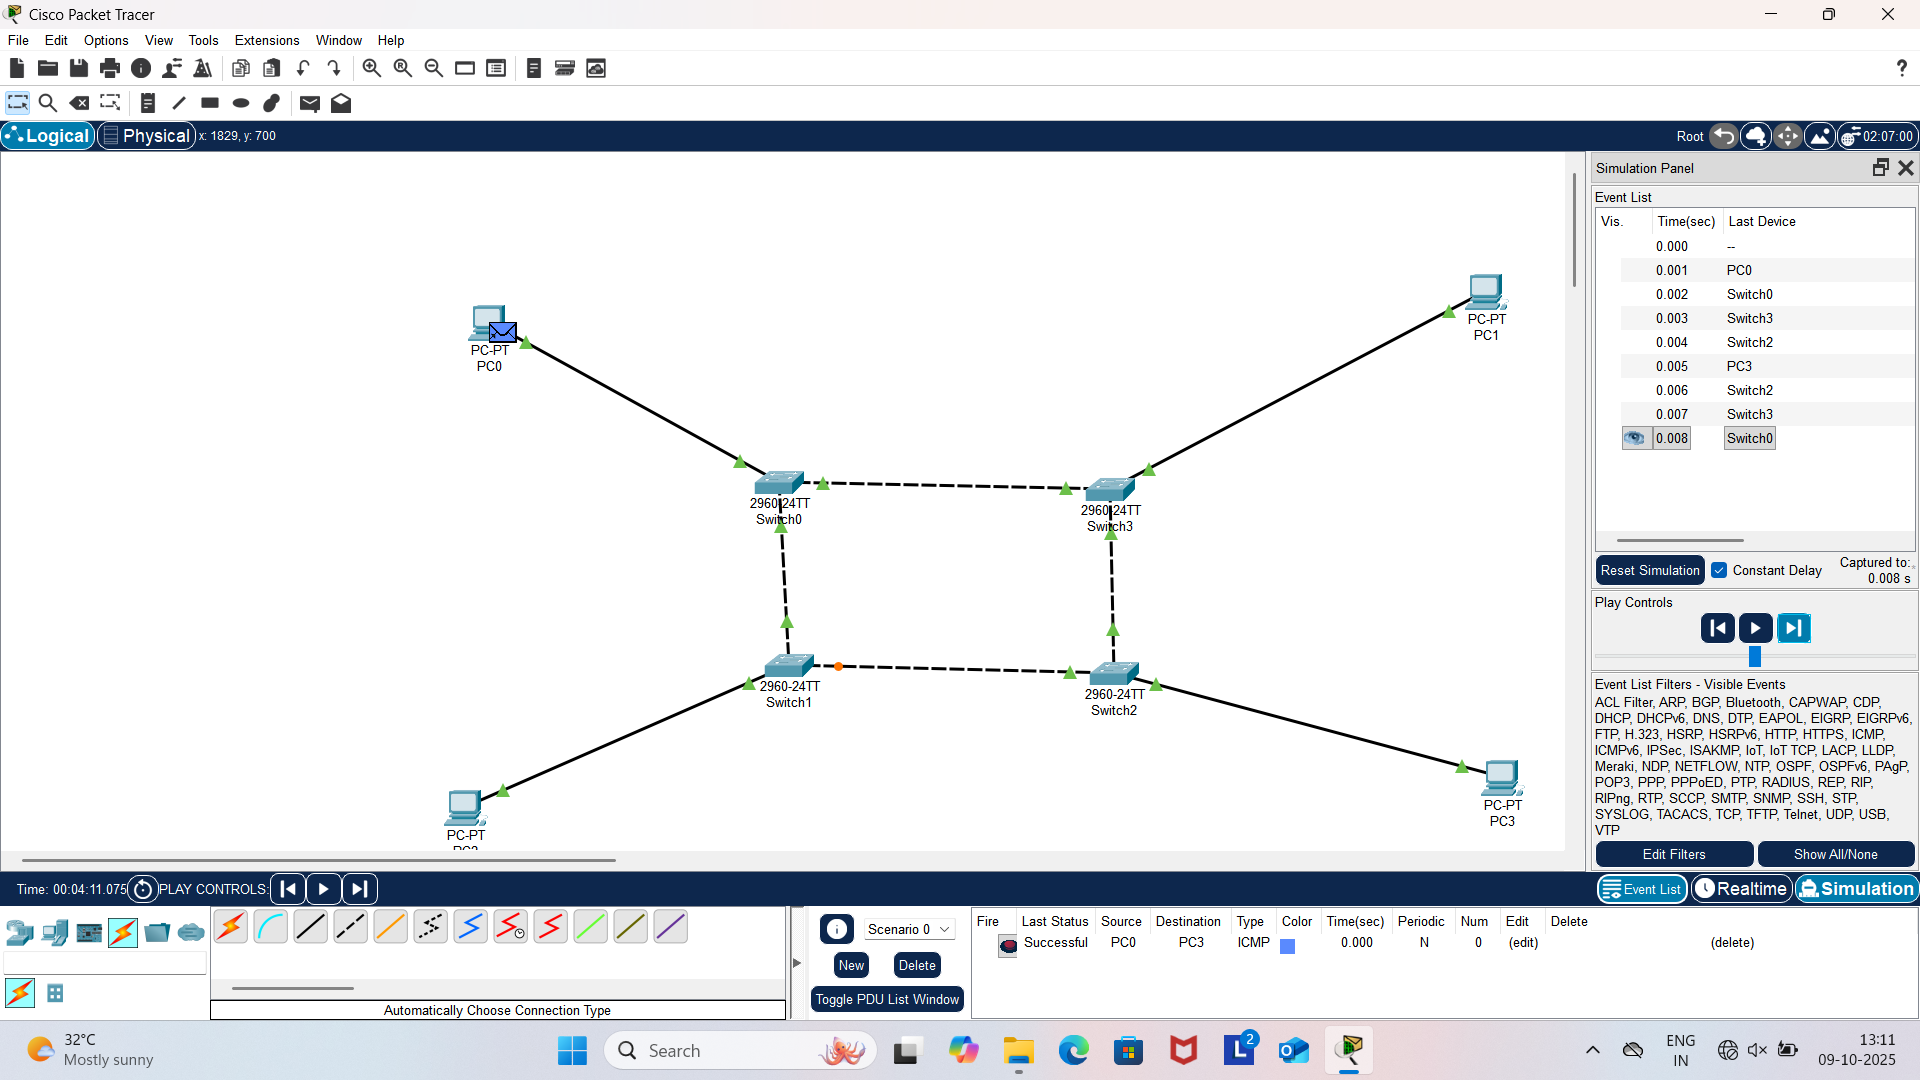 Cisco Packet Tracer
File Edit Options View Tools Extensions Window Help
?
Logical Physical x: 1829, y: 700 Root 02:07:00
Simulation Panel
Event List
Vis. Time(sec) Last Device
0.000 --
0.001 PC0
0.002 Switch0
0.003 Switch3
0.004 Switch2
0.005 PC3
0.006 Switch2
0.007 Switch3
0.008 Switch0
Reset Simulation Constant Delay Captured to:
0.008 s
Play Controls
Event List Filters - Visible Events
ACL Filter, ARP, BGP, Bluetooth, CAPWAP, CDP,
DHCP, DHCPv6, DNS, DTP, EAPOL, EIGRP, EIGRPv6,
FTP, H.323, HSRP, HSRPv6, HTTP, HTTPS, ICMP,
ICMPv6, IPSec, ISAKMP, IoT, IoT TCP, LACP, LLDP,
Meraki, NDP, NETFLOW, NTP, OSPF, OSPFv6, PAgP,
POP3, PPP, PPPoED, PTP, RADIUS, REP, RIP,
RIPng, RTP, SCCP, SMTP, SNMP, SSH, STP,
SYSLOG, TACACS, TCP, TFTP, Telnet, UDP, USB,
VTP
Edit Filters Show All/None
PC-PT
PC0
PC-PT
PC1
2960-24TT
Switch0
2960-24TT
Switch3
2960-24TT
Switch1
2960-24TT
Switch2
PC-PT
PC-PT
PC3
Time: 00:04:11.075 PLAY CONTROLS: Event List Realtime Simulation
Scenario 0
New Delete
Toggle PDU List Window
Fire Last Status Source Destination Type Color Time(sec) Periodic Num Edit Delete
Successful PC0 PC3 ICMP 0.000 N 0 (edit) (delete)
Automatically Choose Connection Type
32°C
Mostly sunny
Search
L 2
ENG
IN
13:11
09-10-2025